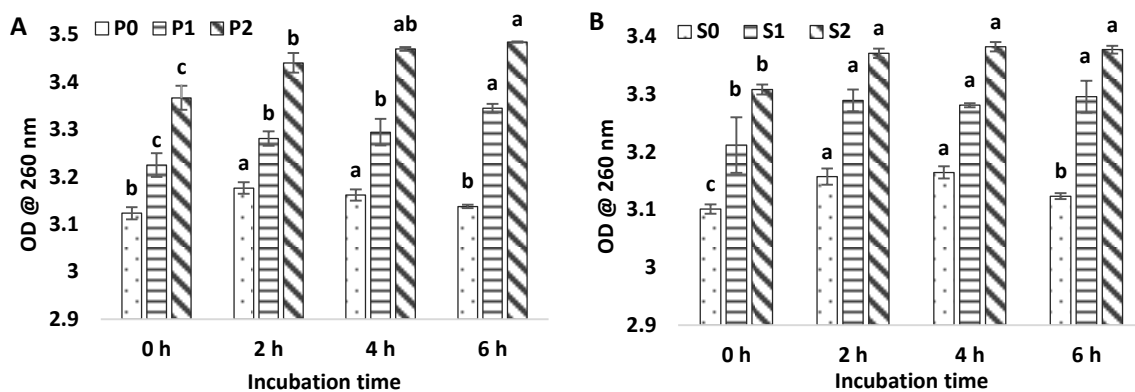 A
P0 P1 P2
3.5
3.4
3.3
3.2
3.1
3
2.9
OD @ 260 nm
b c c
a b b
a b ab
b a a
0 h 2 h 4 h 6 h
Incubation time
B
S0 S1 S2
3.4
3.3
3.2
3.1
3
2.9
OD @ 260 nm
c b b
a a a
a a a
b a a
0 h 2 h 4 h 6 h
Incubation time